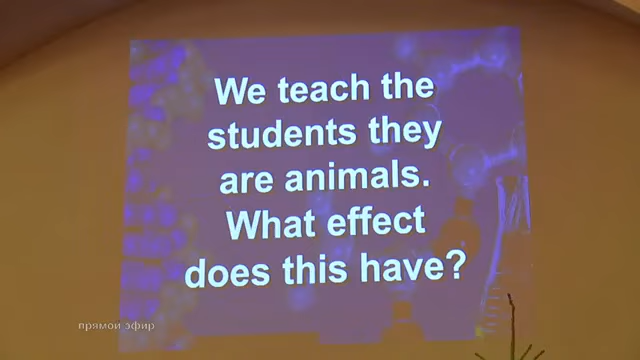 We teach the
students they
are animals.
What effect
does this have?
прямой эфир